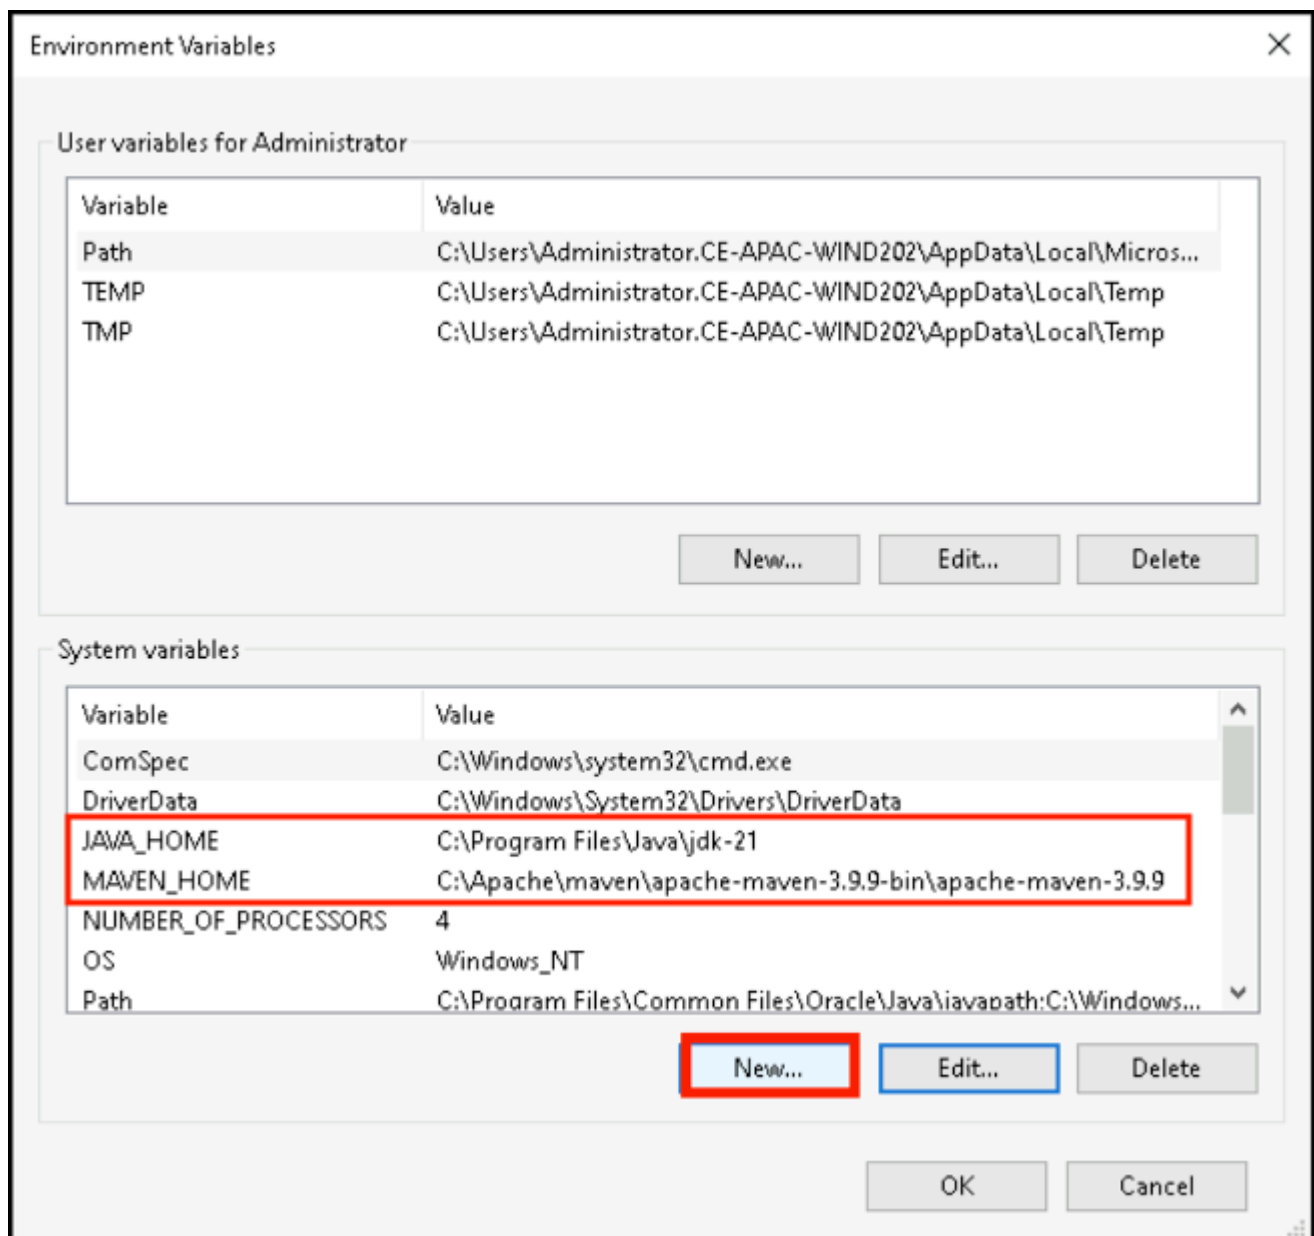 Environment Variables
User variables for Administrator
Variable Value
Path C:\Users\Administrator.CE-APAC-WIND202\AppData\Local\Micros...
TEMP C:\Users\Administrator.CE-APAC-WIND202\AppData\Local\Temp
TMP C:\Users\Administrator.CE-APAC-WIND202\AppData\Local\Temp
New... Edit... Delete
System variables
Variable Value
ComSpec C:\Windows\system32\cmd.exe
DriverData C:\Windows\System32\Drivers\DriverData
JAVA_HOME C:\Program Files\Java\jdk-21
MAVEN_HOME C:\Apache\maven\apache-maven-3.9.9-bin\apache-maven-3.9.9
NUMBER_OF_PROCESSORS 4
OS Windows_NT
Path C:\Program Files\Common Files\Oracle\Java\javapath;C:\Windows...
New... Edit... Delete
OK Cancel